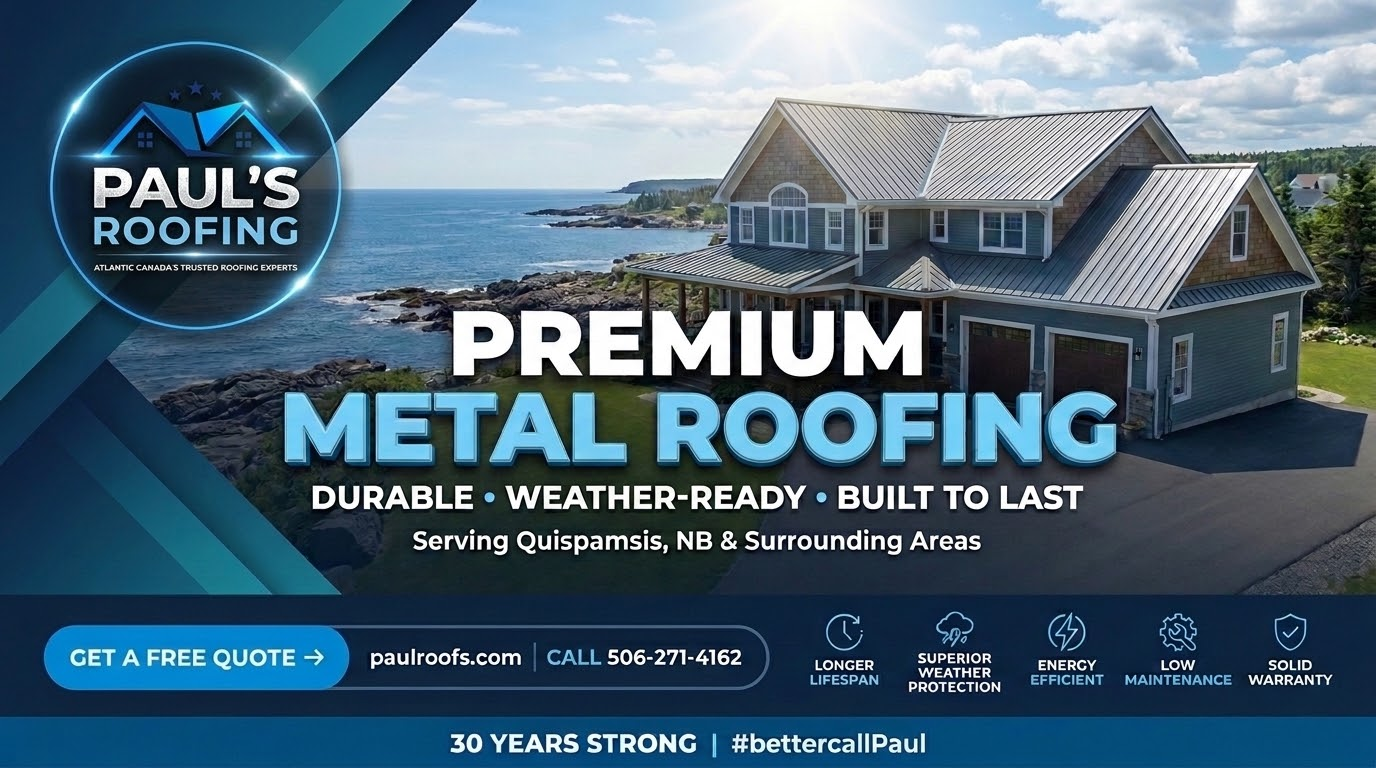 PAUL'S
ROOFING
ATLANTIC CANADA'S TRUSTED ROOFING EXPERTS
PREMIUM
METAL ROOFING
DURABLE • WEATHER-READY • BUILT TO LAST
Serving Quispamsis, NB & Surrounding Areas
GET A FREE QUOTE →
paulroofs.com | CALL 506-271-4162
LONGER
LIFESPAN
SUPERIOR
WEATHER
PROTECTION
ENERGY
EFFICIENT
LOW
MAINTENANCE
SOLID
WARRANTY
30 YEARS STRONG | #bettercallPaul